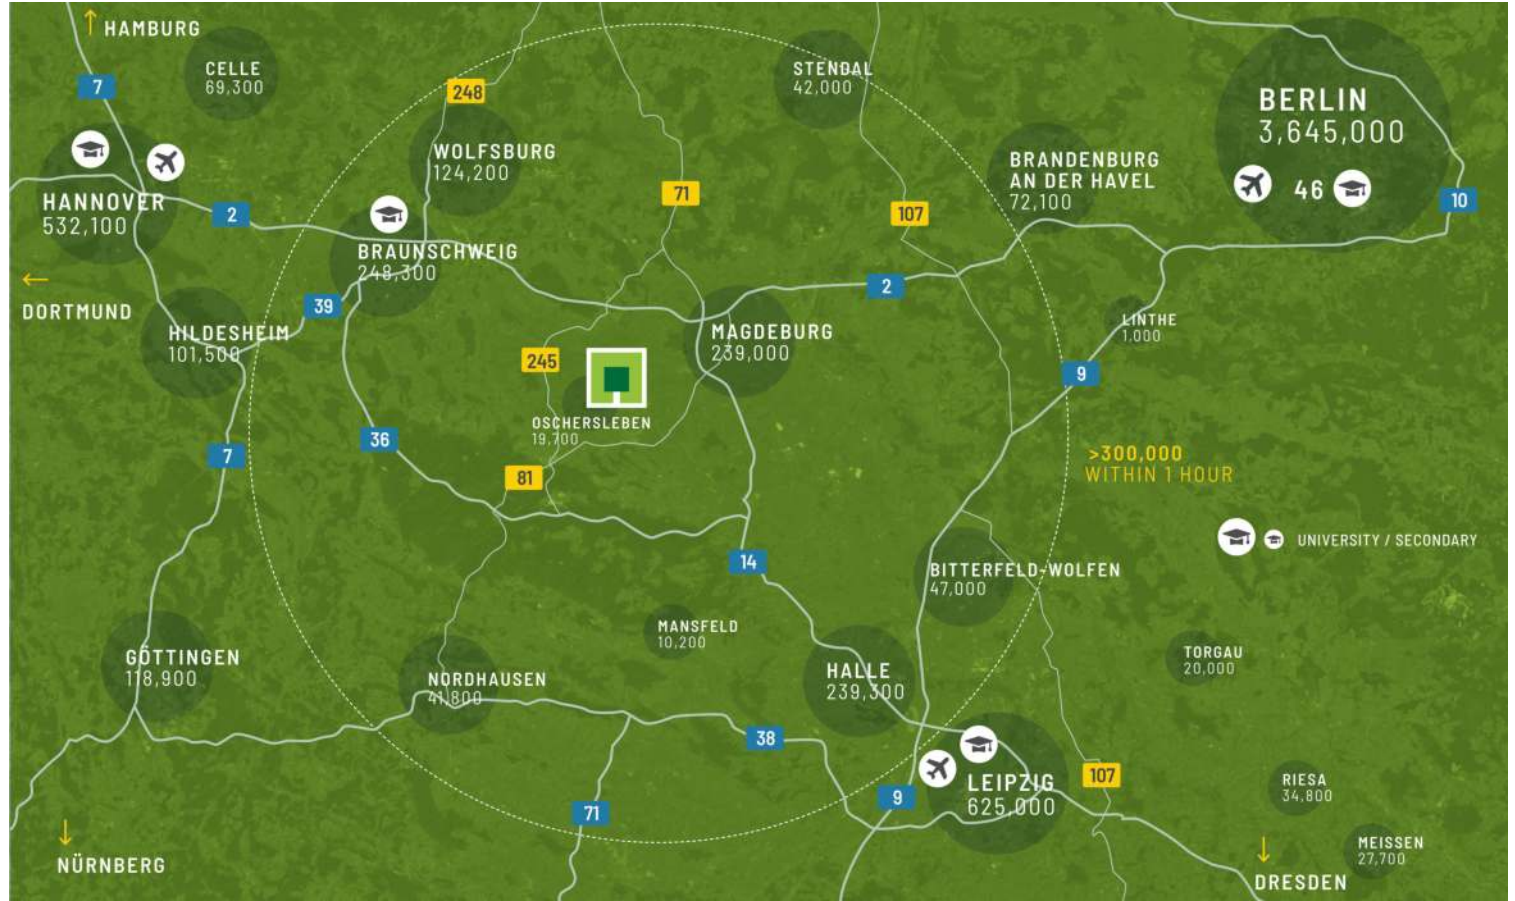 HAMBURG
CELLE
69,300
7
248
STENDAL
42,000
BERLIN
3,645,000
46
10
WOLFSBURG
124,200
BRANDENBURG
AN DER HAVEL
72,100
71
107
HANNOVER
532,100
2
BRAUNSCHWEIG
248,300
DORTMUND
39
2
HILDESHEIM
101,500
MAGDEBURG
239,000
LINTHE
1.000
245
9
OSCHERSLEBEN
19,700
36
7
81
>300,000
WITHIN 1 HOUR
UNIVERSITY / SECONDARY
14
BITTERFELD-WOLFEN
47,000
MANSFELD
10,200
GÖTTINGEN
118,900
NORDHAUSEN
41,800
HALLE
239,300
TORGAU
20,000
38
LEIPZIG
625,000
107
RIESA
34,800
71
9
NÜRNBERG
MEISSEN
27,700
DRESDEN